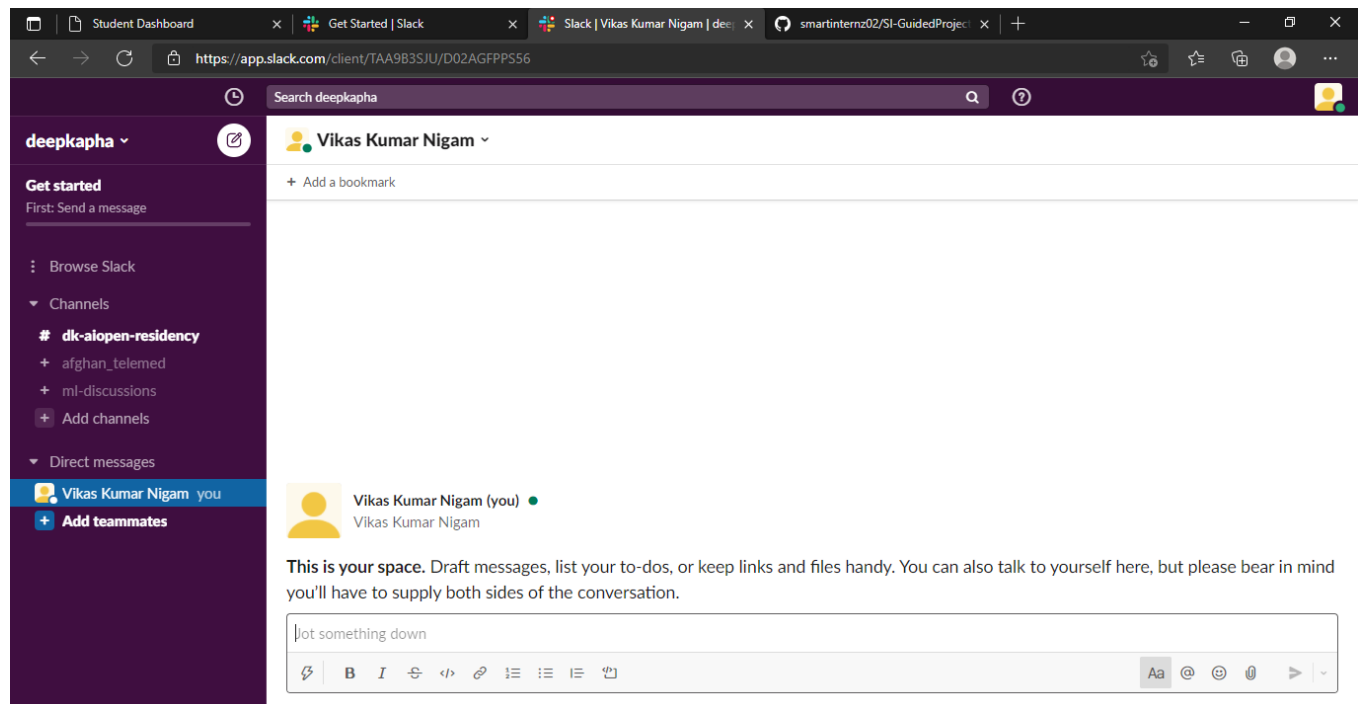 Student Dashboard
Get Started | Slack
Slack | Vikas Kumar Nigam | deep
smartinternz02/SI-GuidedProject
https://app.slack.com/client/TAA9B3SJU/D02AGFPPS56
Search deepkapha
deepkapha
Vikas Kumar Nigam
Get started
First: Send a message
+ Add a bookmark
Browse Slack
Channels
# dk-aiopen-residency
+ afghan_telemed
+ ml-discussions
+ Add channels
Direct messages
Vikas Kumar Nigam you
+ Add teammates
Vikas Kumar Nigam (you)
Vikas Kumar Nigam
This is your space. Draft messages, list your to-dos, or keep links and files handy. You can also talk to yourself here, but please bear in mind
you'll have to supply both sides of the conversation.
Jot something down
B I S </>
Aa @